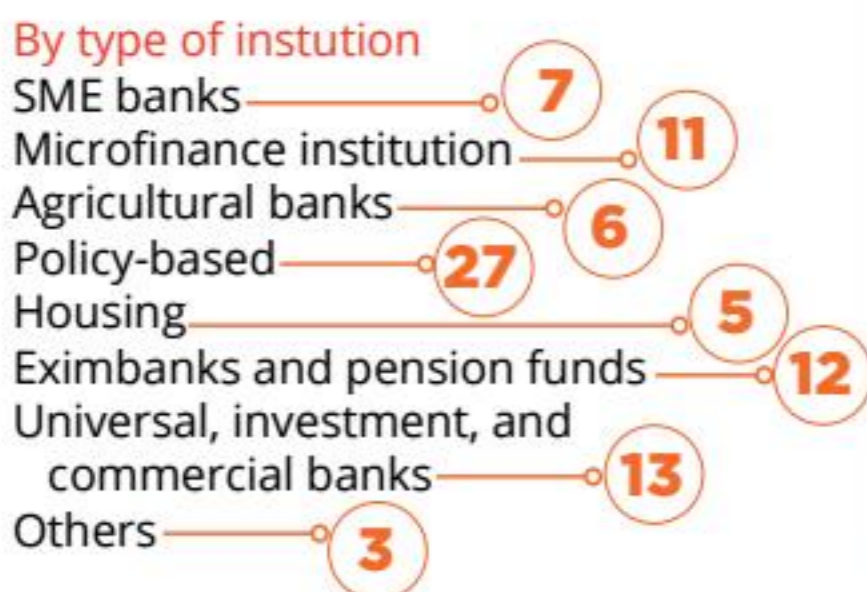 By type of instution
SME banks 7
Microfinance institution 11
Agricultural banks 6
Policy-based 27
Housing 5
Eximbanks and pension funds 12
Universal, investment, and
commercial banks 13
Others 3